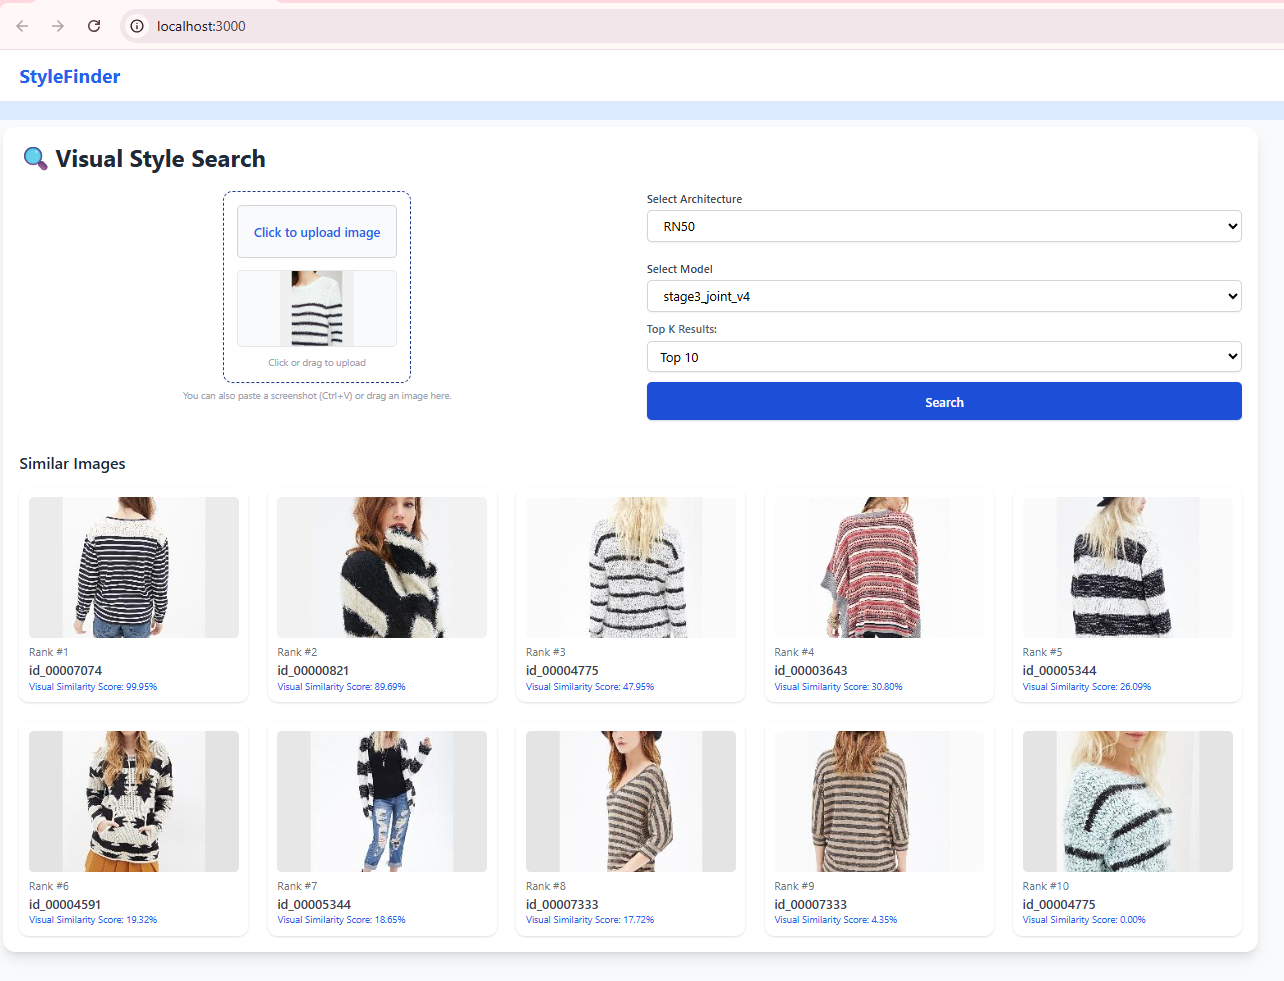 localhost:3000
StyleFinder
Visual Style Search
Click to upload image
Click or drag to upload
You can also paste a screenshot (Ctrl+V) or drag an image here.
Select Architecture
RN50
Select Model
stage3_joint_v4
Top K Results:
Top 10
Search
Similar Images
Rank #1
id_00007074
Visual Similarity Score: 99.95%
Rank #2
id_00000821
Visual Similarity Score: 89.69%
Rank #3
id_00004775
Visual Similarity Score: 47.95%
Rank #4
id_00003643
Visual Similarity Score: 30.80%
Rank #5
id_00005344
Visual Similarity Score: 26.09%
Rank #6
id_00004591
Visual Similarity Score: 19.32%
Rank #7
id_00005344
Visual Similarity Score: 18.65%
Rank #8
id_00007333
Visual Similarity Score: 17.72%
Rank #9
id_00007333
Visual Similarity Score: 4.35%
Rank #10
id_00004775
Visual Similarity Score: 0.00%